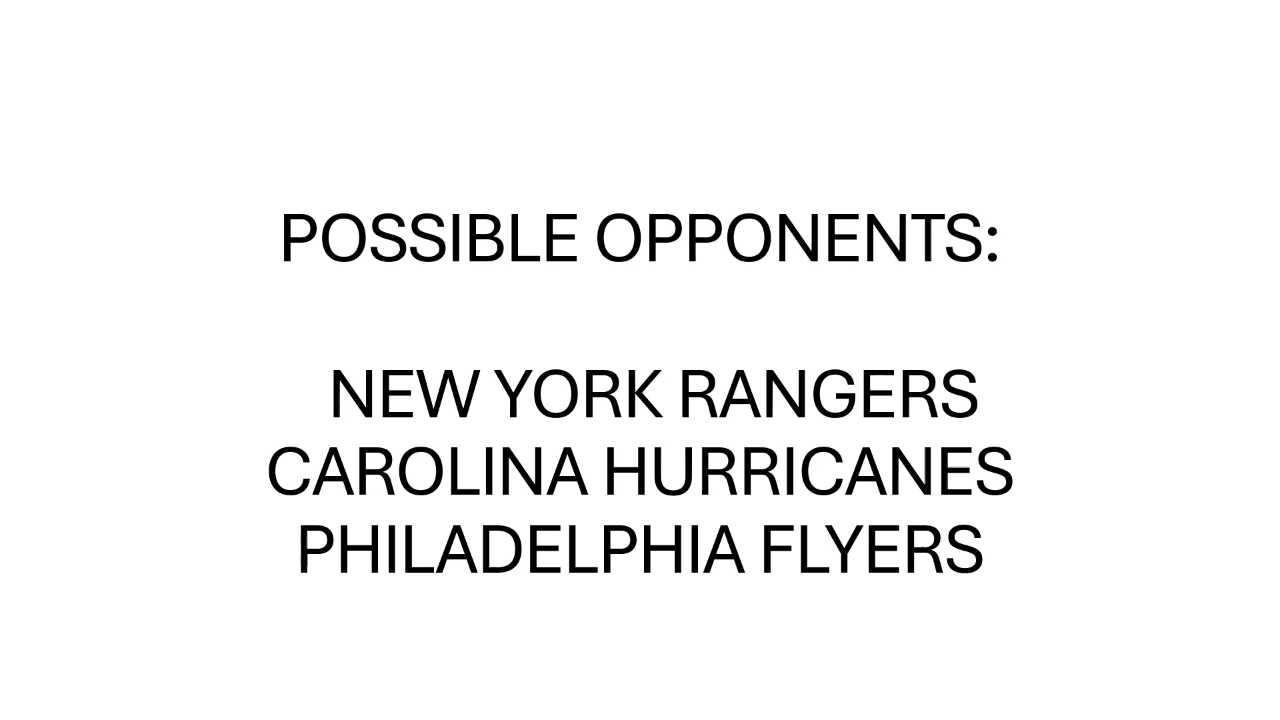 POSSIBLE OPPONENTS:
NEW YORK RANGERS
CAROLINA HURRICANES
PHILADELPHIA FLYERS